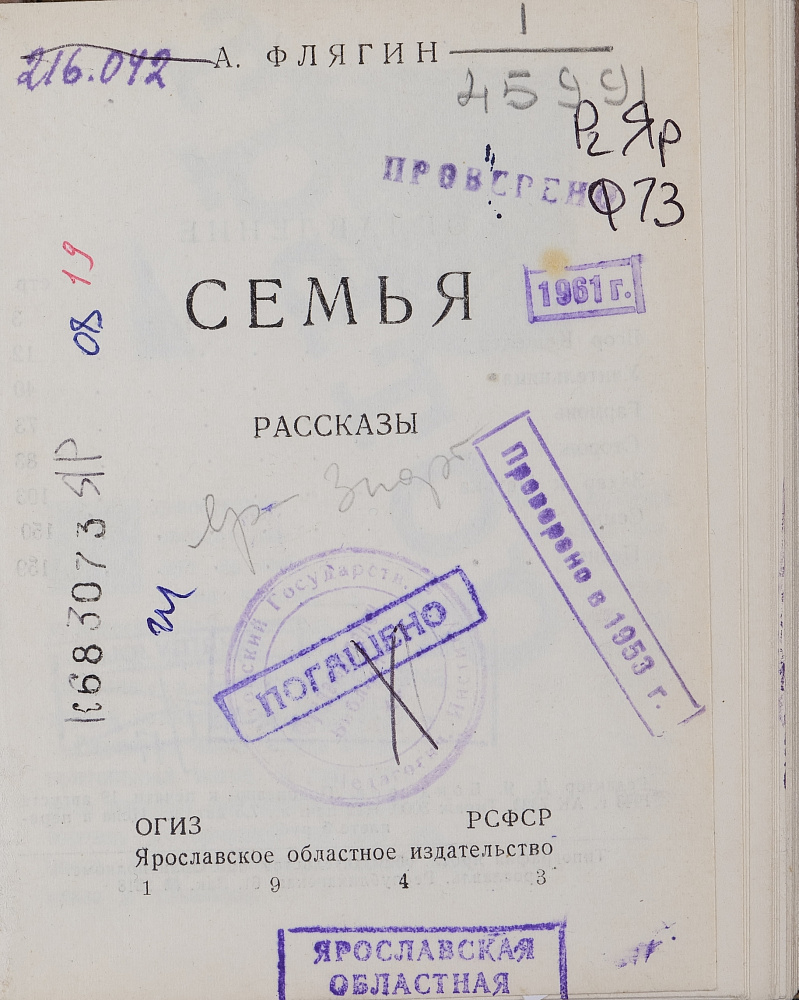 1
216.042
А. ФЛЯГИН
45991
Р2 Яр
Ф73
ПРОВЕРЕНО
19
08
СЕМЬЯ
1961 г.
РАССКАЗЫ
К683073 ЯР
Проверено в 1953 г.
ПОГАШЕНО
ОГИЗ РСФСР
Ярославское областное издательство
1 9 4 3
ЯРОСЛАВСКАЯ
ОБЛАСТНАЯ